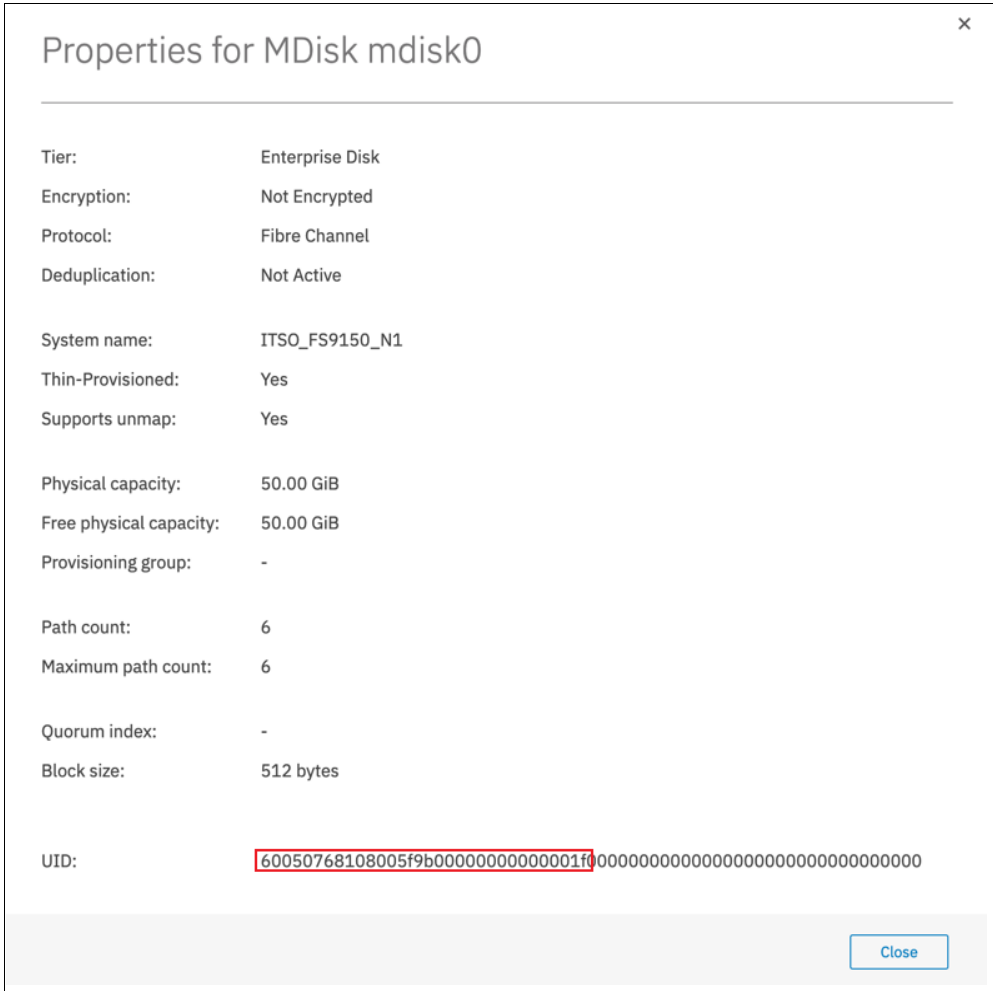 Properties for MDisk mdisk0
×
Tier: Enterprise Disk
Encryption: Not Encrypted
Protocol: Fibre Channel
Deduplication: Not Active
System name: ITSO_FS9150_N1
Thin-Provisioned: Yes
Supports unmap: Yes
Physical capacity: 50.00 GiB
Free physical capacity: 50.00 GiB
Provisioning group: -
Path count: 6
Maximum path count: 6
Quorum index: -
Block size: 512 bytes
UID: 60050768108005f9b00000000000001f00000000000000000000000000000000
Close